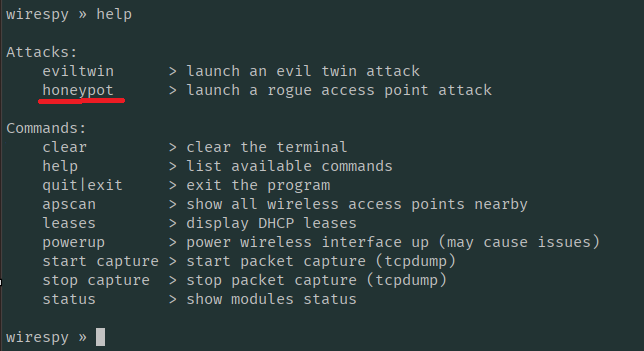 wirespy » help
Attacks:
eviltwin > launch an evil twin attack
honeypot > launch a rogue access point attack
Commands:
clear > clear the terminal
help > list available commands
quit|exit > exit the program
apscan > show all wireless access points nearby
leases > display DHCP leases
powerup > power wireless interface up (may cause issues)
start capture > start packet capture (tcpdump)
stop capture > stop packet capture (tcpdump)
status > show modules status
wirespy »